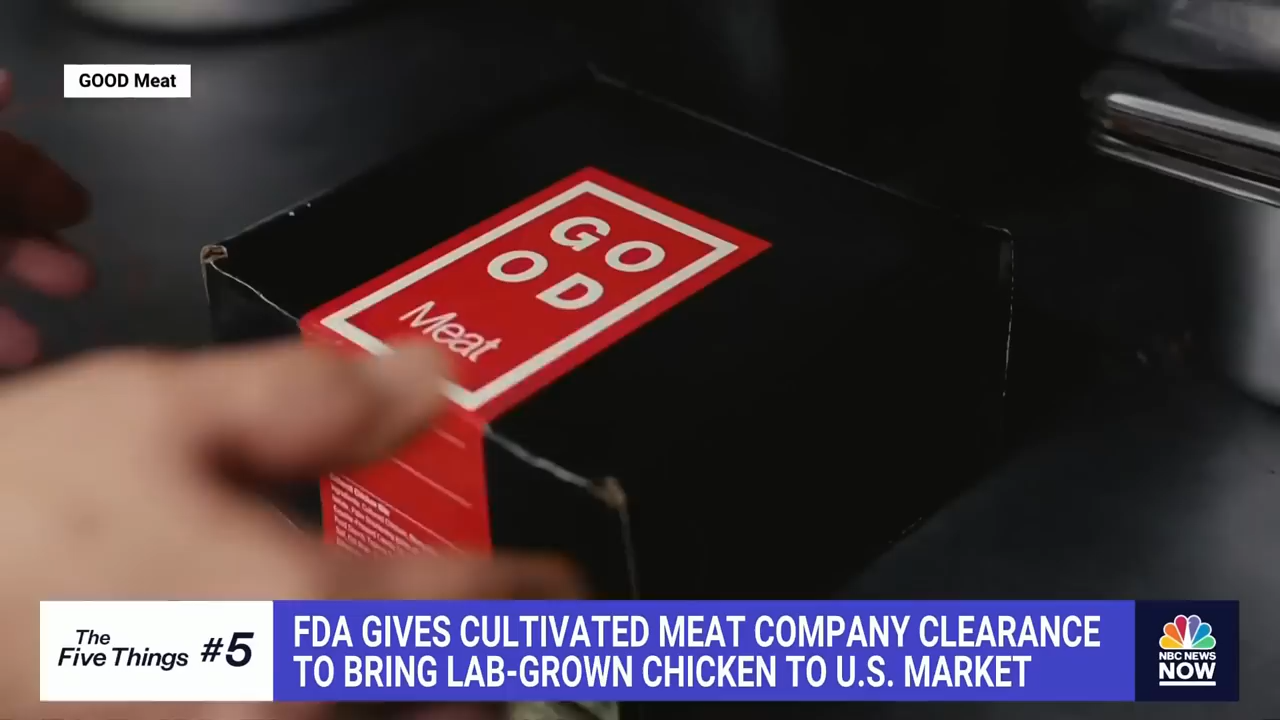 GOOD Meat
GO
OD
Meat
The
Five Things #5
FDA GIVES CULTIVATED MEAT COMPANY CLEARANCE
TO BRING LAB-GROWN CHICKEN TO U.S. MARKET
NBC NEWS
NOW